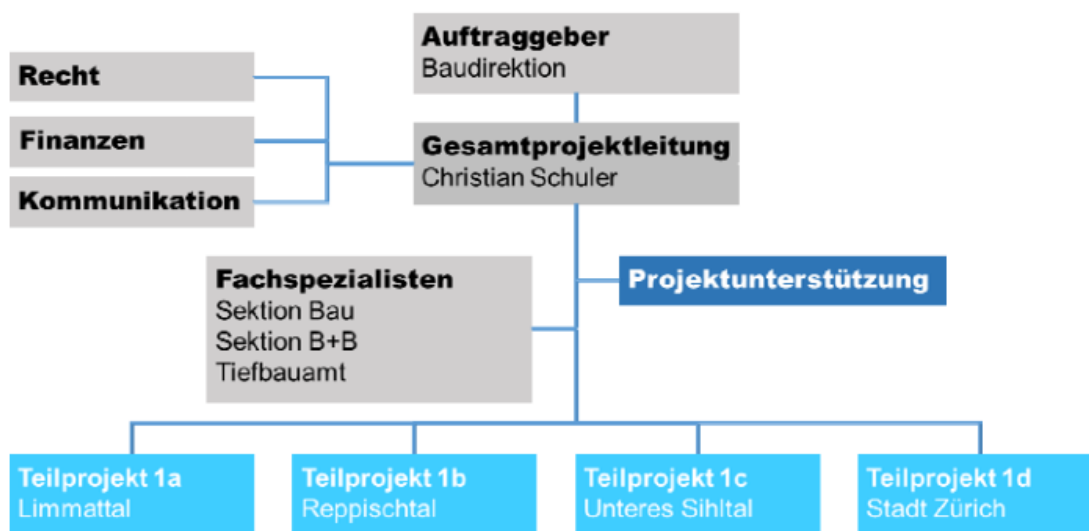 Auftraggeber
Baudirektion
Recht
Finanzen
Kommunikation
Gesamtprojektleitung
Christian Schuler
Fachspezialisten
Sektion Bau
Sektion B+B
Tiefbauamt
Projektunterstützung
Teilprojekt 1a
Limmattal
Teilprojekt 1b
Reppischtal
Teilprojekt 1c
Unteres Sihltal
Teilprojekt 1d
Stadt Zürich